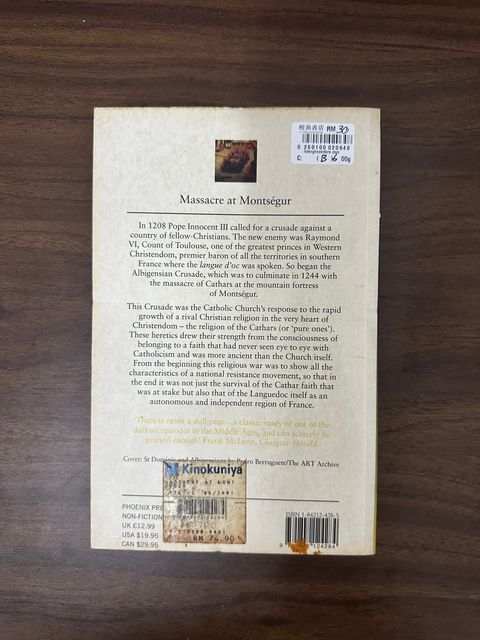 RM 30
0 250100 020648
C:
00g
Massacre at Montségur
In 1208 Pope Innocent III called for a crusade against a
country of fellow-Christians. The new enemy was Raymond
VI, Count of Toulouse, one of the greatest princes in Western
Christendom, premier baron of all the territories in southern
France where the langue d'oc was spoken. So began the
Albigensian Crusade, which was to culminate in 1244 with
the massacre of Cathars at the mountain fortress
of Montségur.
This Crusade was the Catholic Church's response to the rapid
growth of a rival Christian religion in the very heart of
Christendom – the religion of the Cathars (or 'pure ones').
These heretics drew their strength from the consciousness of
belonging to a faith that had never seen eye to eye with
Catholicism and was more ancient than the Church itself.
From the beginning this religious war was to show all the
characteristics of a national resistance movement, so that in
the end it was not just the survival of the Cathar faith that
was at stake but also that of the Languedoc itself as an
autonomous and independent region of France.
'There is never a dull page...a classic study of one of the
darkest episodes in the Middle Ages, and can scarcely be
praised enough' Frank McLynn, Glasgow Herald
Cover: St Dominic and Albigensians by Pedro Berruguete/The ART Archive
Kinokuniya
MASSACRE AT MONT
RM 74.90
PHOENIX PRE
NON-FICTION
UK £12.99
USA $19.95
CAN $29.95
ISBN 1-84212-428-5